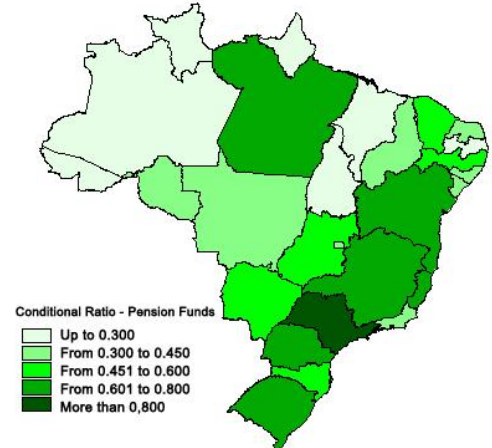 Conditional Ratio - Pension Funds
Up to 0.300
From 0.300 to 0.450
From 0.451 to 0.600
From 0.601 to 0.800
More than 0,800